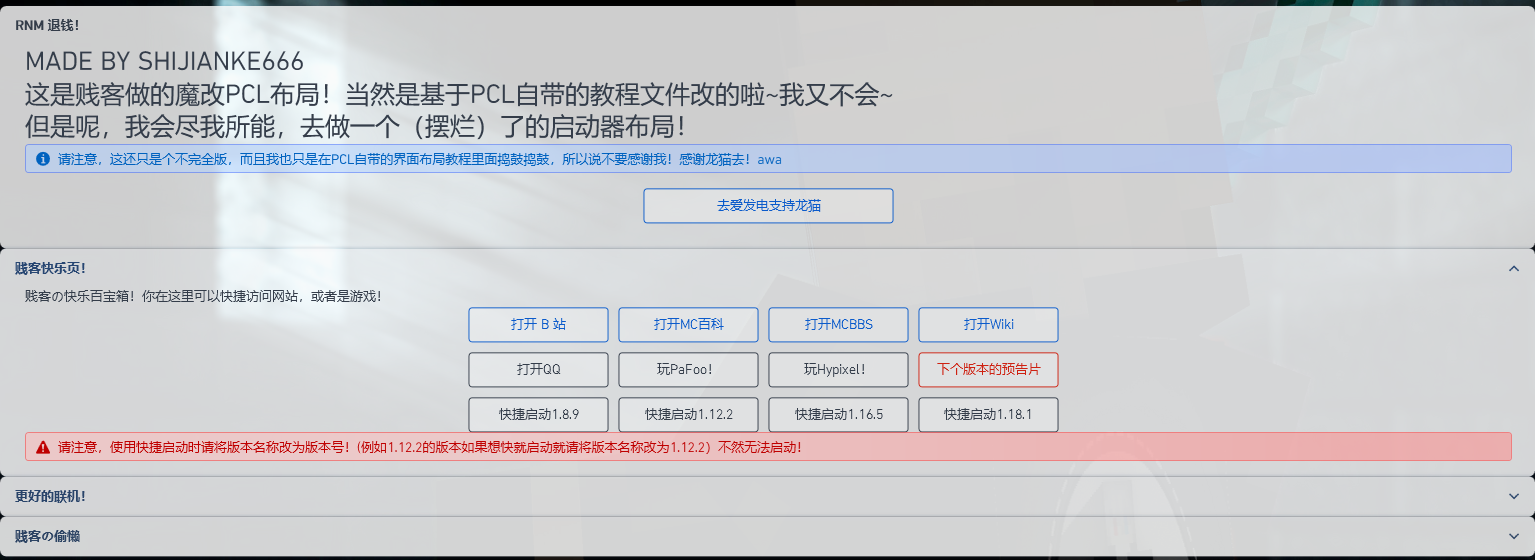 RNM 退钱！
MADE BY SHIJIANKE666
这是贱客做的魔改PCL布局！当然是基于PCL自带的教程文件改的啦~我又不会~
但是呢，我会尽我所能，去做一个（摆烂）了的启动器布局！
请注意，这还只是个不完全版，而且我也只是在PCL自带的界面布局教程里面捣鼓捣鼓，所以说不要感谢我！感谢龙猫去！awa
去爱发电支持龙猫
贱客快乐页！
贱客の快乐百宝箱！你在这里可以快捷访问网站，或者是游戏！
打开 B 站 打开MC百科 打开MCBBS 打开Wiki
打开QQ 玩PaFoo！ 玩Hypixel！ 下个版本的预告片
快捷启动1.8.9 快捷启动1.12.2 快捷启动1.16.5 快捷启动1.18.1
请注意，使用快捷启动时请将版本名称改为版本号！(例如1.12.2的版本如果想快就启动就请将版本名称改为1.12.2）不然无法启动！
更好的联机！
贱客の偷懒